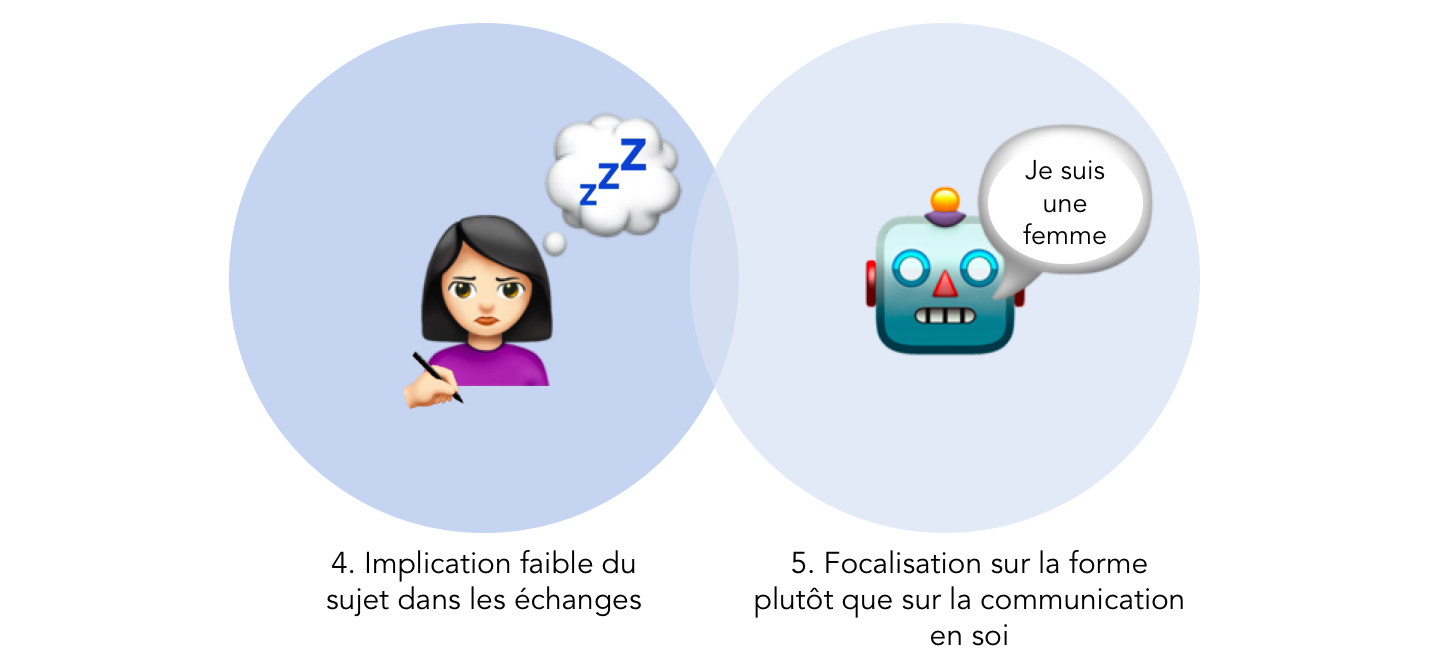 z z Z
Je suis
une
femme
4. Implication faible du
sujet dans les échanges
5. Focalisation sur la forme
plutôt que sur la communication
en soi